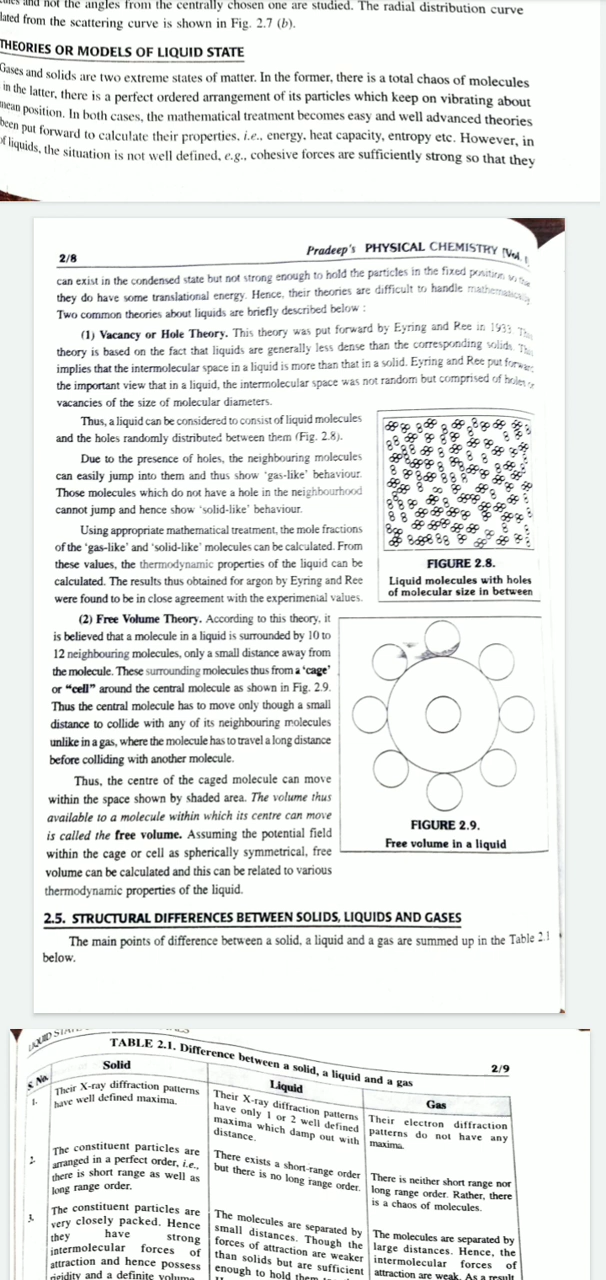 and not the angles from the centrally chosen one are studied. The radial distribution curve
lated from the scattering curve is shown in Fig. 2.7 (b).
THEORIES OR MODELS OF LIQUID STATE
Gases and solids are two extreme states of matter. In the former, there is a total chaos of molecules
in the latter, there is a perfect ordered arrangement of its particles which keep on vibrating about
mean position. In both cases, the mathematical treatment becomes easy and well advanced theories
been put forward to calculate their properties, i.e., energy, heat capacity, entropy etc. However, in
of liquids, the situation is not well defined, e.g., cohesive forces are sufficiently strong so that they
2/8 Pradeep's PHYSICAL CHEMISTRY [Vol. I
can exist in the condensed state but not strong enough to hold the particles in the fixed position so the
they do have some translational energy. Hence, their theories are difficult to handle mathematically
Two common theories about liquids are briefly described below :
(1) Vacancy or Hole Theory. This theory was put forward by Eyring and Ree in 1933. This
theory is based on the fact that liquids are generally less dense than the corresponding solids. This
implies that the intermolecular space in a liquid is more than that in a solid. Eyring and Ree put forward
the important view that in a liquid, the intermolecular space was not random but comprised of holes or
vacancies of the size of molecular diameters.
Thus, a liquid can be considered to consist of liquid molecules
and the holes randomly distributed between them (Fig. 2.8).
Due to the presence of holes, the neighbouring molecules
can easily jump into them and thus show 'gas-like' behaviour.
Those molecules which do not have a hole in the neighbourhood
cannot jump and hence show 'solid-like' behaviour.
Using appropriate mathematical treatment, the mole fractions
of the 'gas-like' and 'solid-like' molecules can be calculated. From
these values, the thermodynamic properties of the liquid can be
calculated. The results thus obtained for argon by Eyring and Ree
were found to be in close agreement with the experimental values.
FIGURE 2.8.
Liquid molecules with holes
of molecular size in between
(2) Free Volume Theory. According to this theory, it
is believed that a molecule in a liquid is surrounded by 10 to
12 neighbouring molecules, only a small distance away from
the molecule. These surrounding molecules thus from a 'cage'
or "cell" around the central molecule as shown in Fig. 2.9.
Thus the central molecule has to move only though a small
distance to collide with any of its neighbouring molecules
unlike in a gas, where the molecule has to travel a long distance
before colliding with another molecule.
Thus, the centre of the caged molecule can move
within the space shown by shaded area. The volume thus
available to a molecule within which its centre can move
is called the free volume. Assuming the potential field
within the cage or cell as spherically symmetrical, free
volume can be calculated and this can be related to various
thermodynamic properties of the liquid.
FIGURE 2.9.
Free volume in a liquid
2.5. STRUCTURAL DIFFERENCES BETWEEN SOLIDS, LIQUIDS AND GASES
The main points of difference between a solid, a liquid and a gas are summed up in the Table 2.1
below.
LIQUID 2/9
TABLE 2.1. Difference between a solid, a liquid and a gas
S. No. Solid Liquid Gas
1.
Their X-ray diffraction patterns
have well defined maxima.
Their X-ray diffraction patterns
have only 1 or 2 well defined
maxima which damp out with
distance.
Their electron diffraction
patterns do not have any
maxima.
2.
The constituent particles are
arranged in a perfect order, i.e.,
there is short range as well as
long range order.
There exists a short-range order
but there is no long range order.
There is neither short range nor
long range order. Rather, there
is a chaos of molecules.
3.
The constituent particles are
very closely packed. Hence
they have strong
intermolecular forces of
attraction and hence possess
rigidity and a definite volume
The molecules are separated by
small distances. Though the
forces of attraction are weaker
than solids but are sufficient
enough to hold
The molecules are separated by
large distances. Hence, the
intermolecular forces of
attraction are weak. As a result